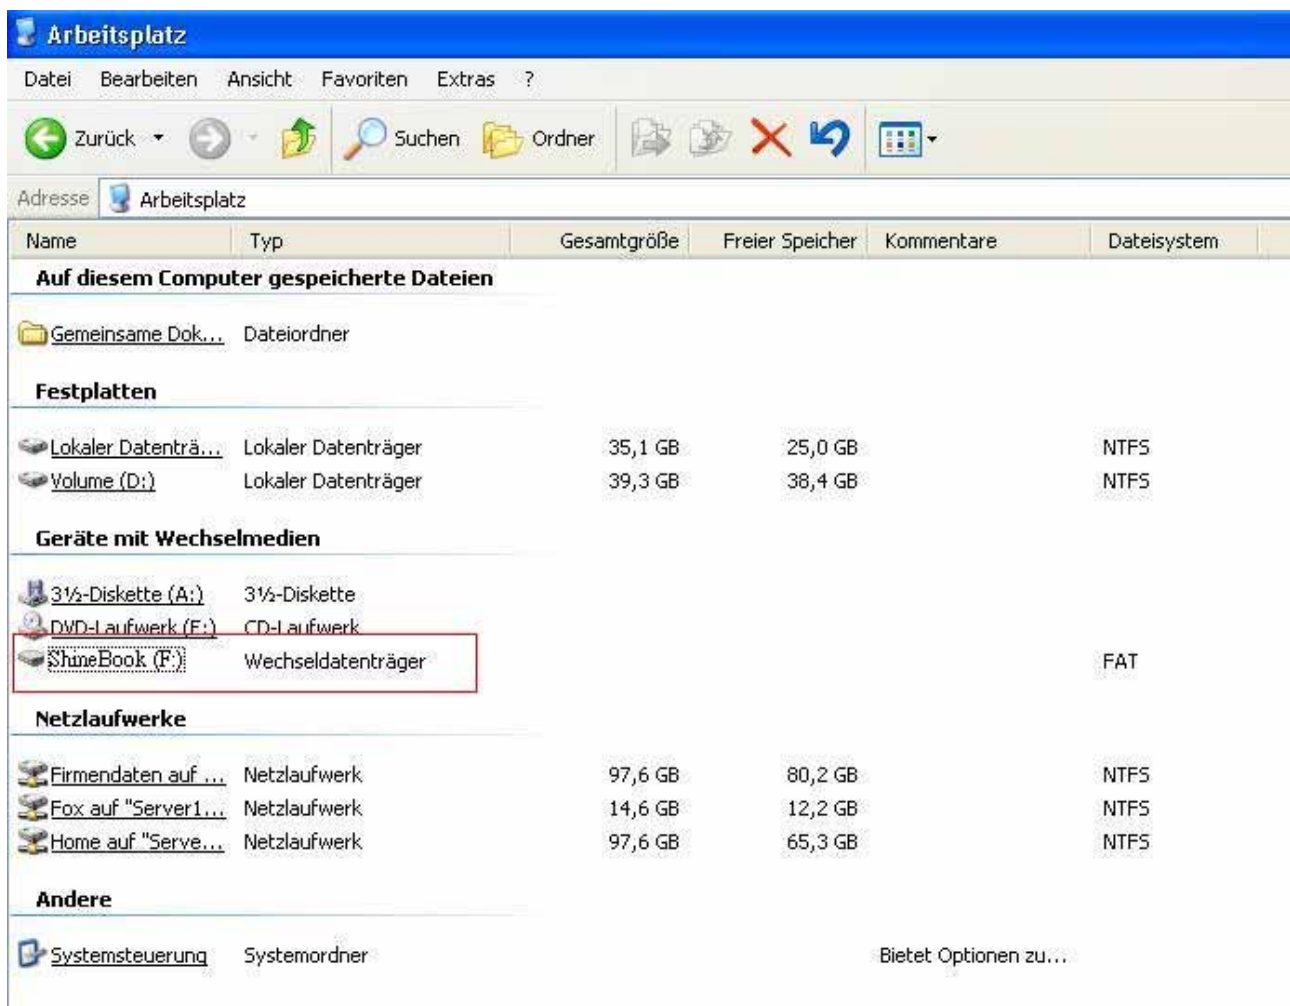 Arbeitsplatz
Datei Bearbeiten Ansicht Favoriten Extras ?
Zurück Suchen Ordner
Adresse Arbeitsplatz
Name Typ Gesamtgröße Freier Speicher Kommentare Dateisystem
Auf diesem Computer gespeicherte Dateien
Gemeinsame Dok... Dateiordner
Festplatten
Lokaler Datenträ... Lokaler Datenträger 35,1 GB 25,0 GB NTFS
Volume (D:) Lokaler Datenträger 39,3 GB 38,4 GB NTFS
Geräte mit Wechselmedien
3½-Diskette (A:) 3½-Diskette
DVD-Laufwerk (E:) CD-Laufwerk
ShineBook (F:) Wechseldatenträger FAT
Netzlaufwerke
Firmendaten auf ... Netzlaufwerk 97,6 GB 80,2 GB NTFS
Fox auf "Server1... Netzlaufwerk 14,6 GB 12,2 GB NTFS
Home auf "Serve... Netzlaufwerk 97,6 GB 65,3 GB NTFS
Andere
Systemsteuerung Systemordner Bietet Optionen zu...